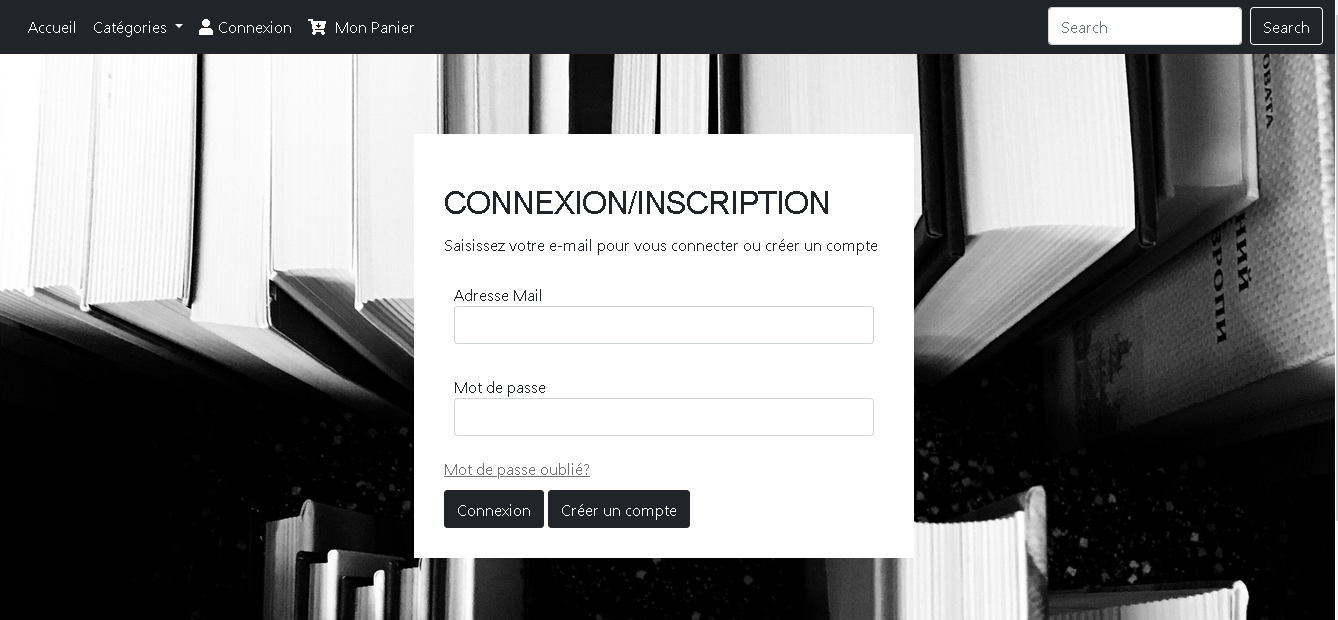 Accueil Catégories Connexion Mon Panier Search Search
CONNEXION/INSCRIPTION
Saisissez votre e-mail pour vous connecter ou créer un compte
Adresse Mail
Mot de passe
Mot de passe oublié?
Connexion Créer un compte